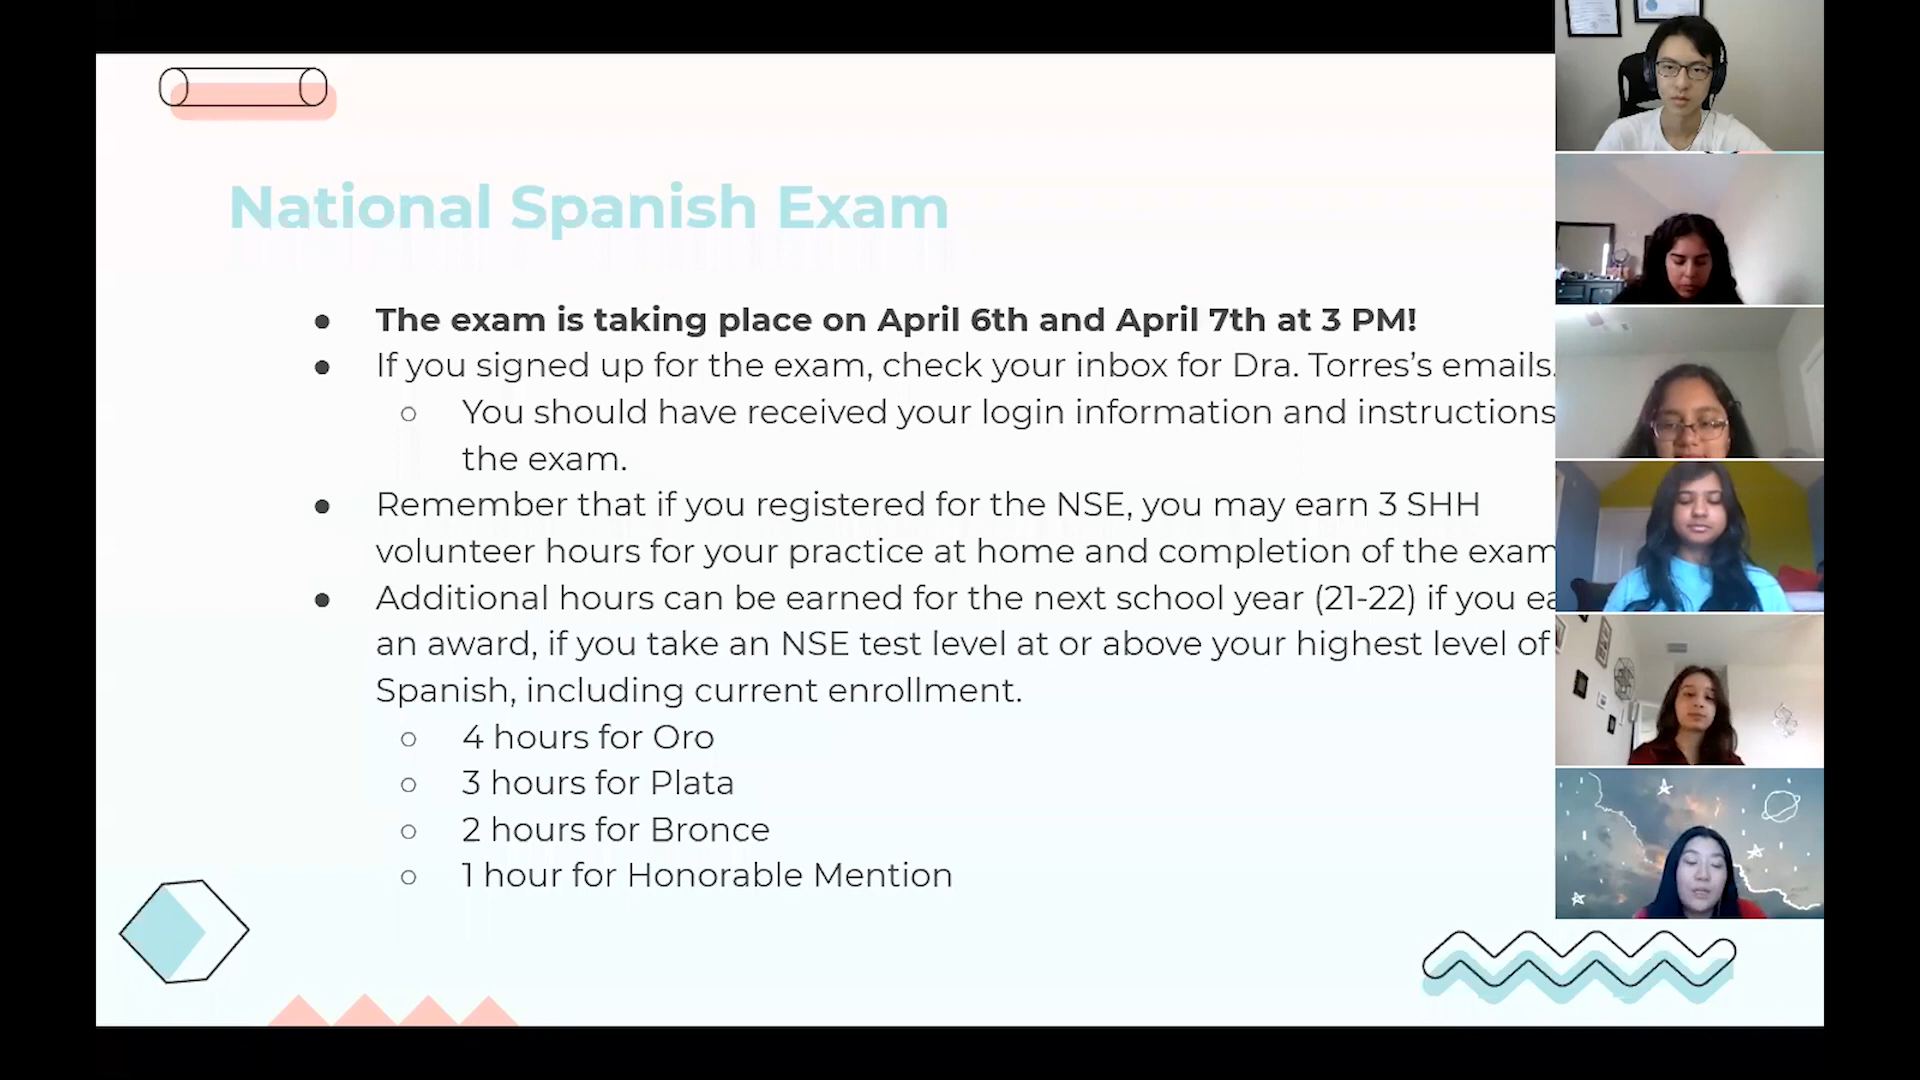 National Spanish Exam
● The exam is taking place on April 6th and April 7th at 3 PM!
● If you signed up for the exam, check your inbox for Dra. Torres’s emails.
○ You should have received your login information and instructions
the exam.
● Remember that if you registered for the NSE, you may earn 3 SHH
volunteer hours for your practice at home and completion of the exam
● Additional hours can be earned for the next school year (21-22) if you
an award, if you take an NSE test level at or above your highest level of
Spanish, including current enrollment.
○ 4 hours for Oro
○ 3 hours for Plata
○ 2 hours for Bronce
○ 1 hour for Honorable Mention